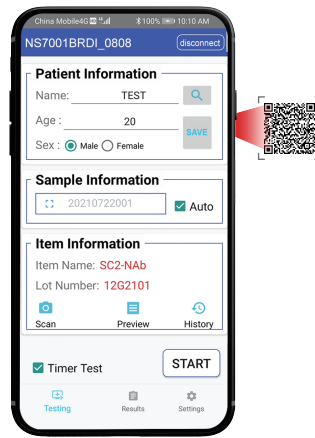 China Mobile4G HD 4G 100% 10:10 AM
NS7001BRDI_0808 disconnect
Patient Information
Name: TEST
Age : 20
SAVE
Sex : Male Female
Sample Information
20210722001 Auto
Item Information
Item Name: SC2-NAb
Lot Number: 12G2101
Scan Preview History
Timer Test START
Testing Results Settings